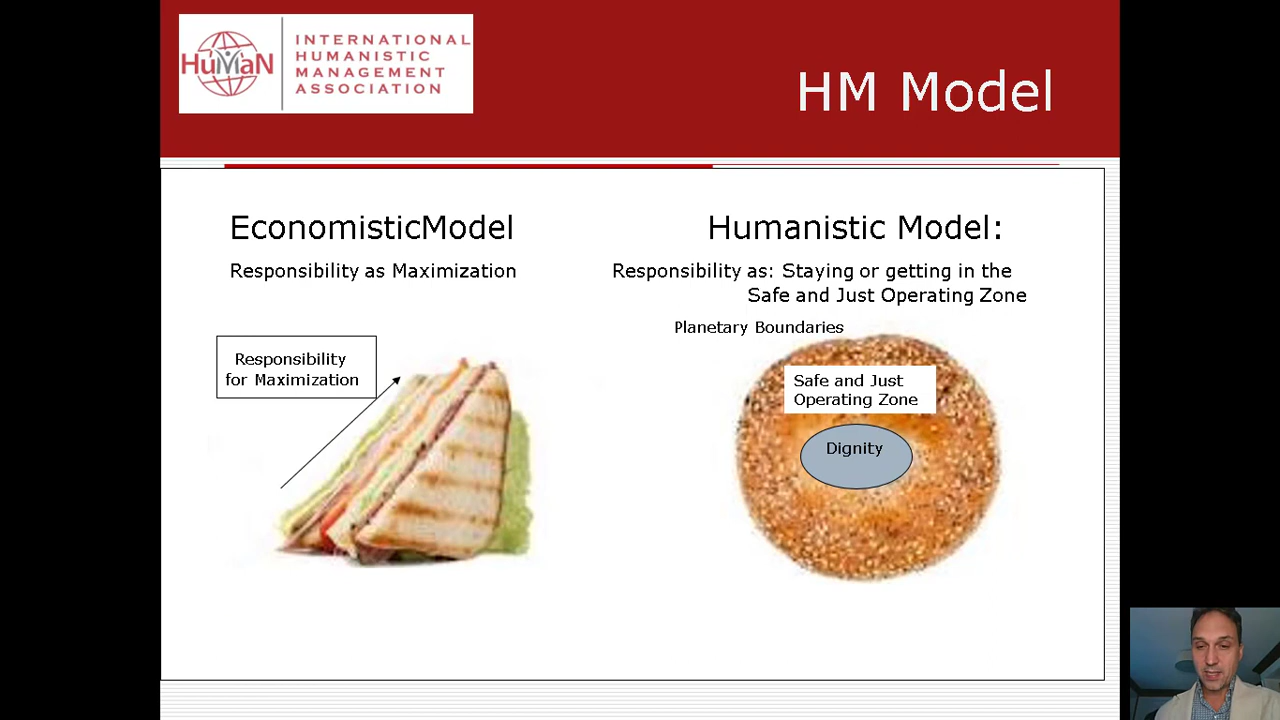 HuMaN
INTERNATIONAL
HUMANISTIC
MANAGEMENT
ASSOCIATION
HM Model
EconomisticModel
Responsibility as Maximization
Responsibility
for Maximization
Humanistic Model:
Responsibility as: Staying or getting in the
Safe and Just Operating Zone
Planetary Boundaries
Safe and Just
Operating Zone
Dignity